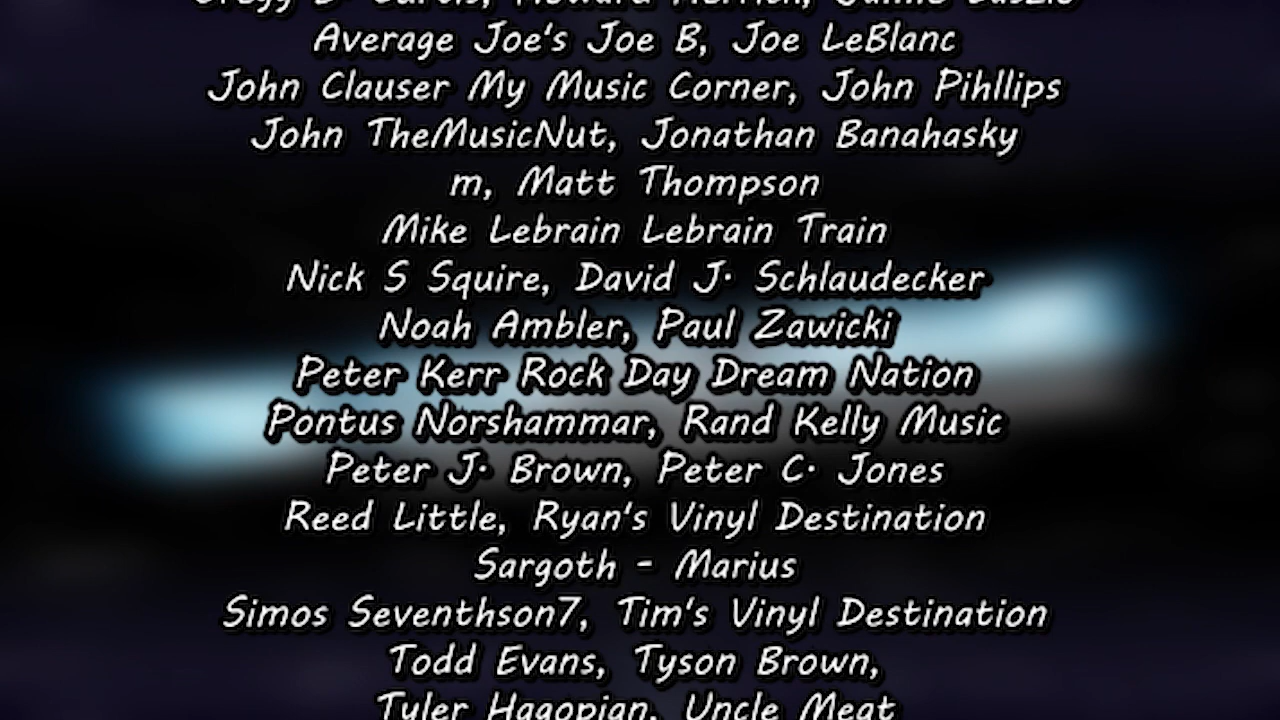 Average Joe's Joe B, Joe LeBlanc
John Clauser My Music Corner, John Pihllips
John TheMusicNut, Jonathan Banahasky
m, Matt Thompson
Mike Lebrain Lebrain Train
Nick S Squire, David J. Schlaudecker
Noah Ambler, Paul Zawicki
Peter Kerr Rock Day Dream Nation
Pontus Norshammar, Rand Kelly Music
Peter J. Brown, Peter C. Jones
Reed Little, Ryan's Vinyl Destination
Sargoth - Marius
Simos Seventhson7, Tim's Vinyl Destination
Todd Evans, Tyson Brown,
Tyler Hagopian, Uncle Meat